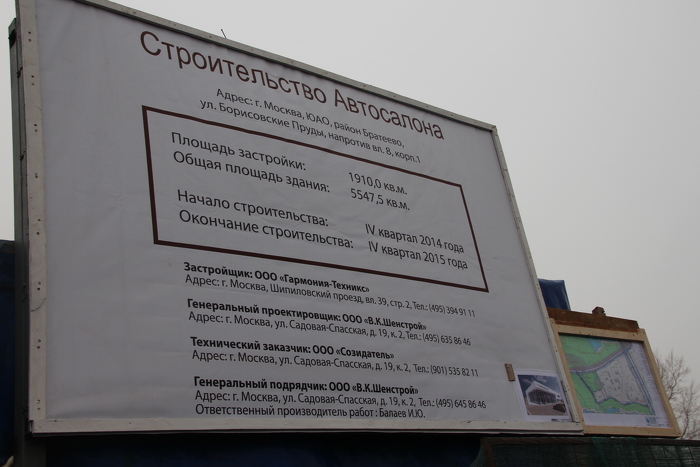 Строительство Автосалона
Адрес: г. Москва, ЮАО, район Братеево,
ул. Борисовские Пруды, напротив вл. 8, корп.1
Площадь застройки: 1910,0 кв.м.
Общая площадь здания: 5547,5 кв.м.
Начало строительства: IV квартал 2014 года
Окончание строительства: IV квартал 2015 года
Застройщик: ООО «Гармония-Техникс»
Адрес: г. Москва, Шипиловский проезд, вл. 39, стр. 2, Тел.: (495) 394 91 11
Генеральный проектировщик: ООО «В.К.Шенстрой»
Адрес: г. Москва, ул. Садовая-Спасская, д. 19, к. 2, Тел.: (495) 635 86 46
Технический заказчик: ООО «Созидатель»
Адрес: г. Москва, ул. Садовая-Спасская, д. 19, к. 2, Тел.: (901) 535 82 11
Генеральный подрядчик: ООО «В.К.Шенстрой»
Адрес: г. Москва, ул. Садовая-Спасская, д. 19, к. 2, Тел.: (495) 645 86 46
Ответственный производитель работ : Балаев И.Ю.